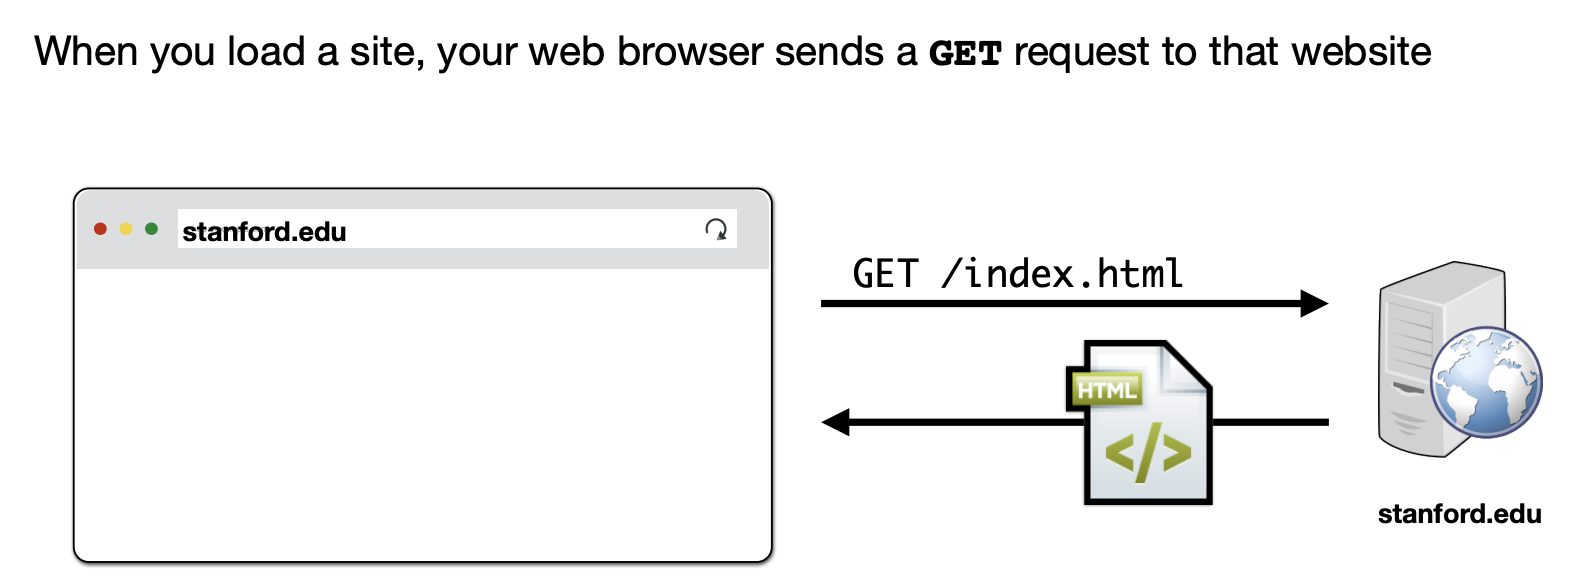 When you load a site, your web browser sends a GET request to that website
stanford.edu
GET /index.html
HTML
</>
stanford.edu